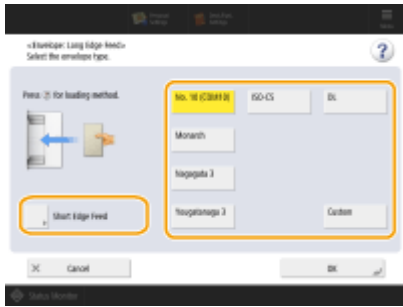 <Envelope: Long Edge Feed>
Select the envelope type.
Press ? for loading method.
No. 10 (COM10)
ISO-C5
DL
Monarch
Nagagata 3
Yougatanaga 3
Custom
Short Edge Feed
Cancel
OK
Status Monitor